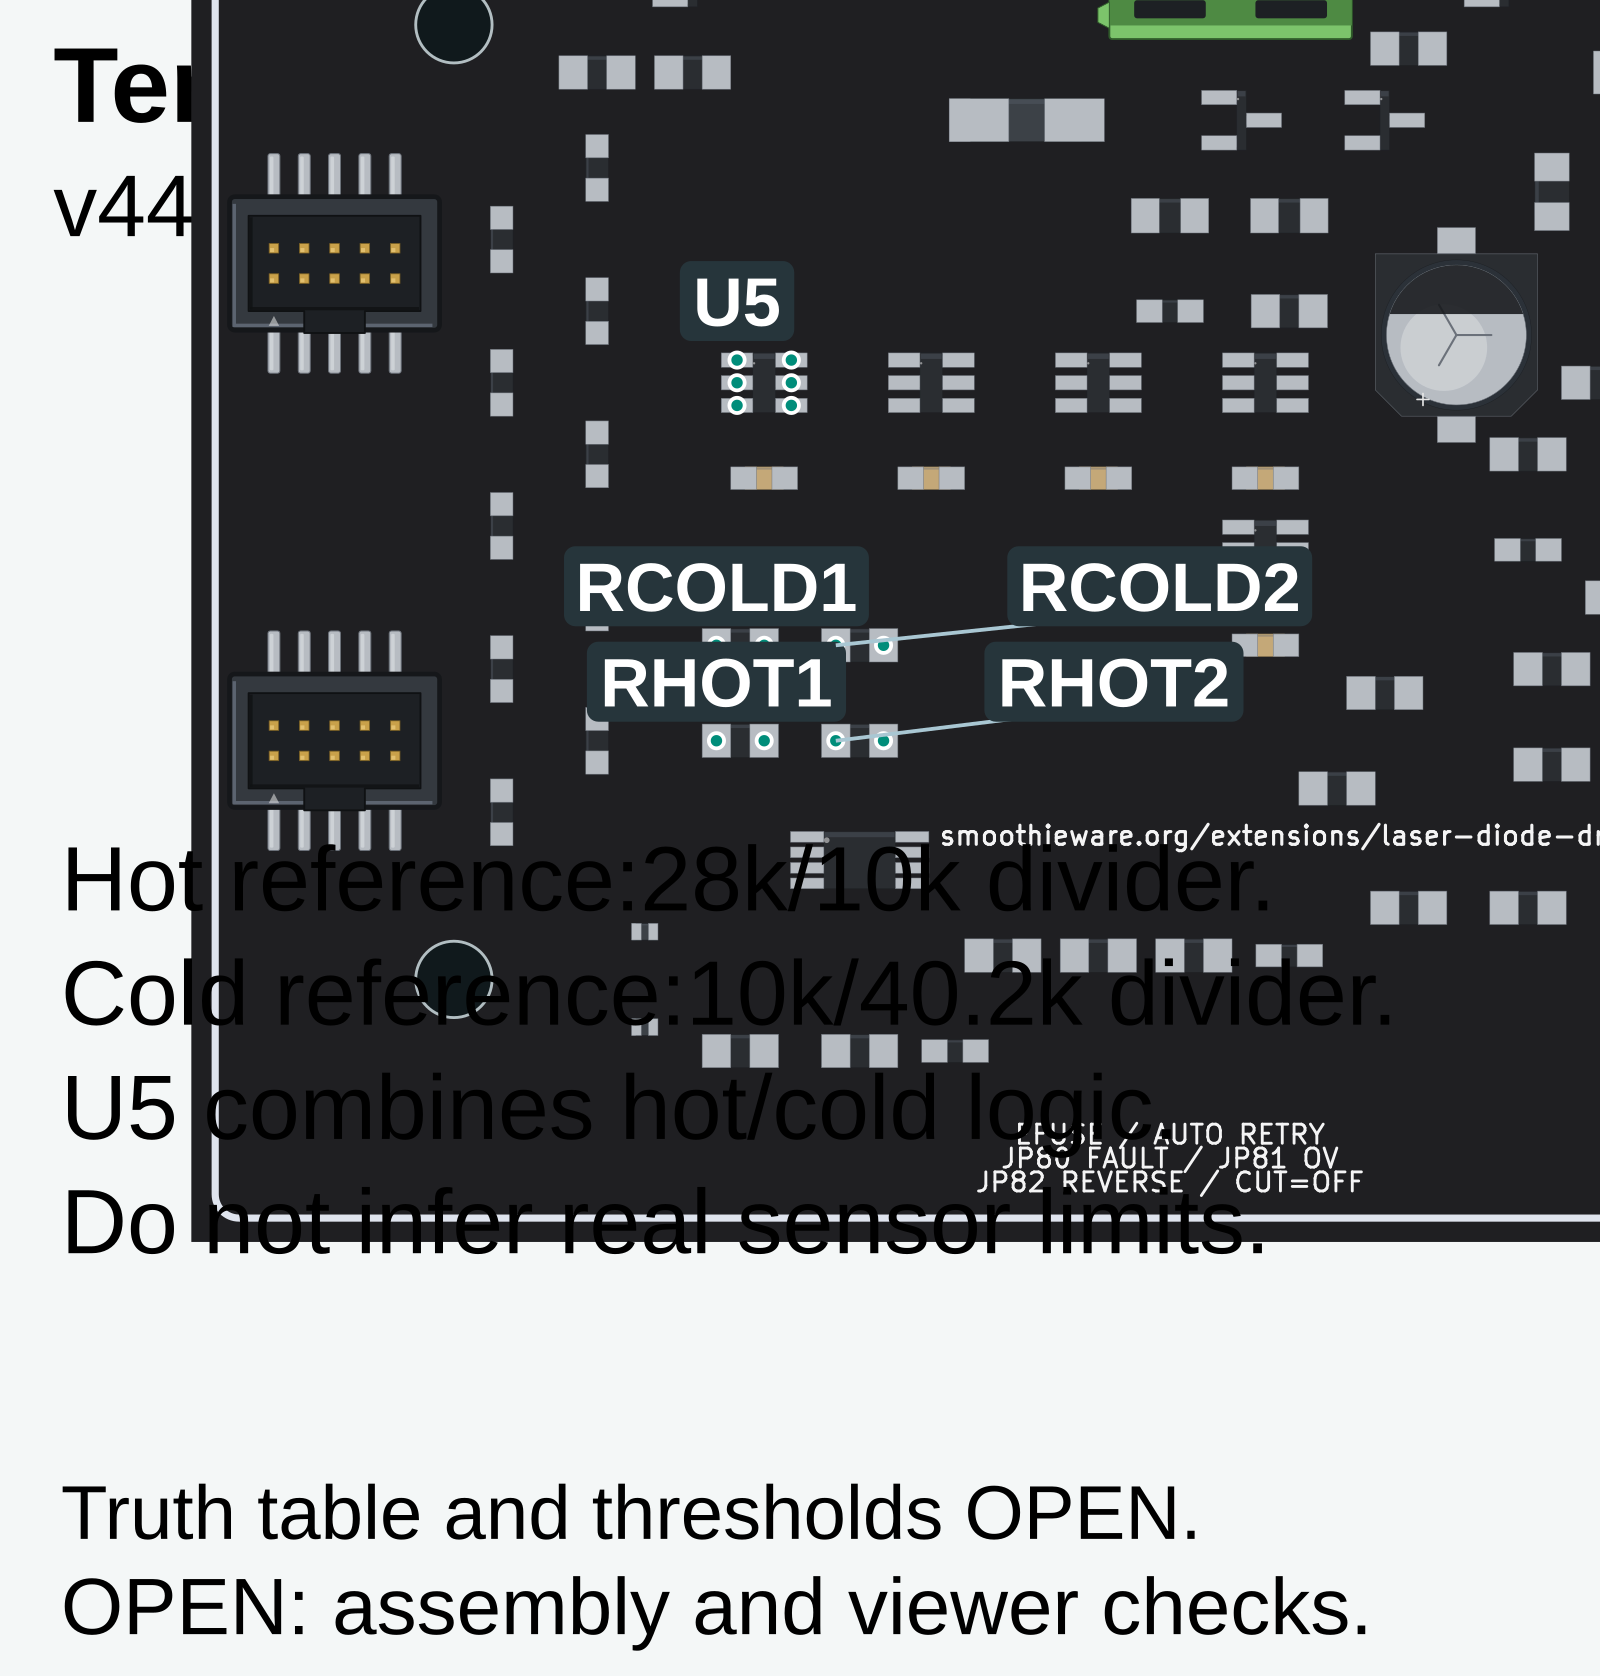 v44
U5
RCOLD1 RCOLD2
RHOT1 RHOT2
smoothieware.org/extensions/laser-diode-dr
Hot reference:28k/10k divider.
Cold reference:10k/40.2k divider.
U5 combines hot/cold logic.
EFUSE / AUTO RETRY
JP80 FAULT / JP81 OV
JP82 REVERSE / CUT=OFF
Do not infer real sensor limits.
Truth table and thresholds OPEN.
OPEN: assembly and viewer checks.